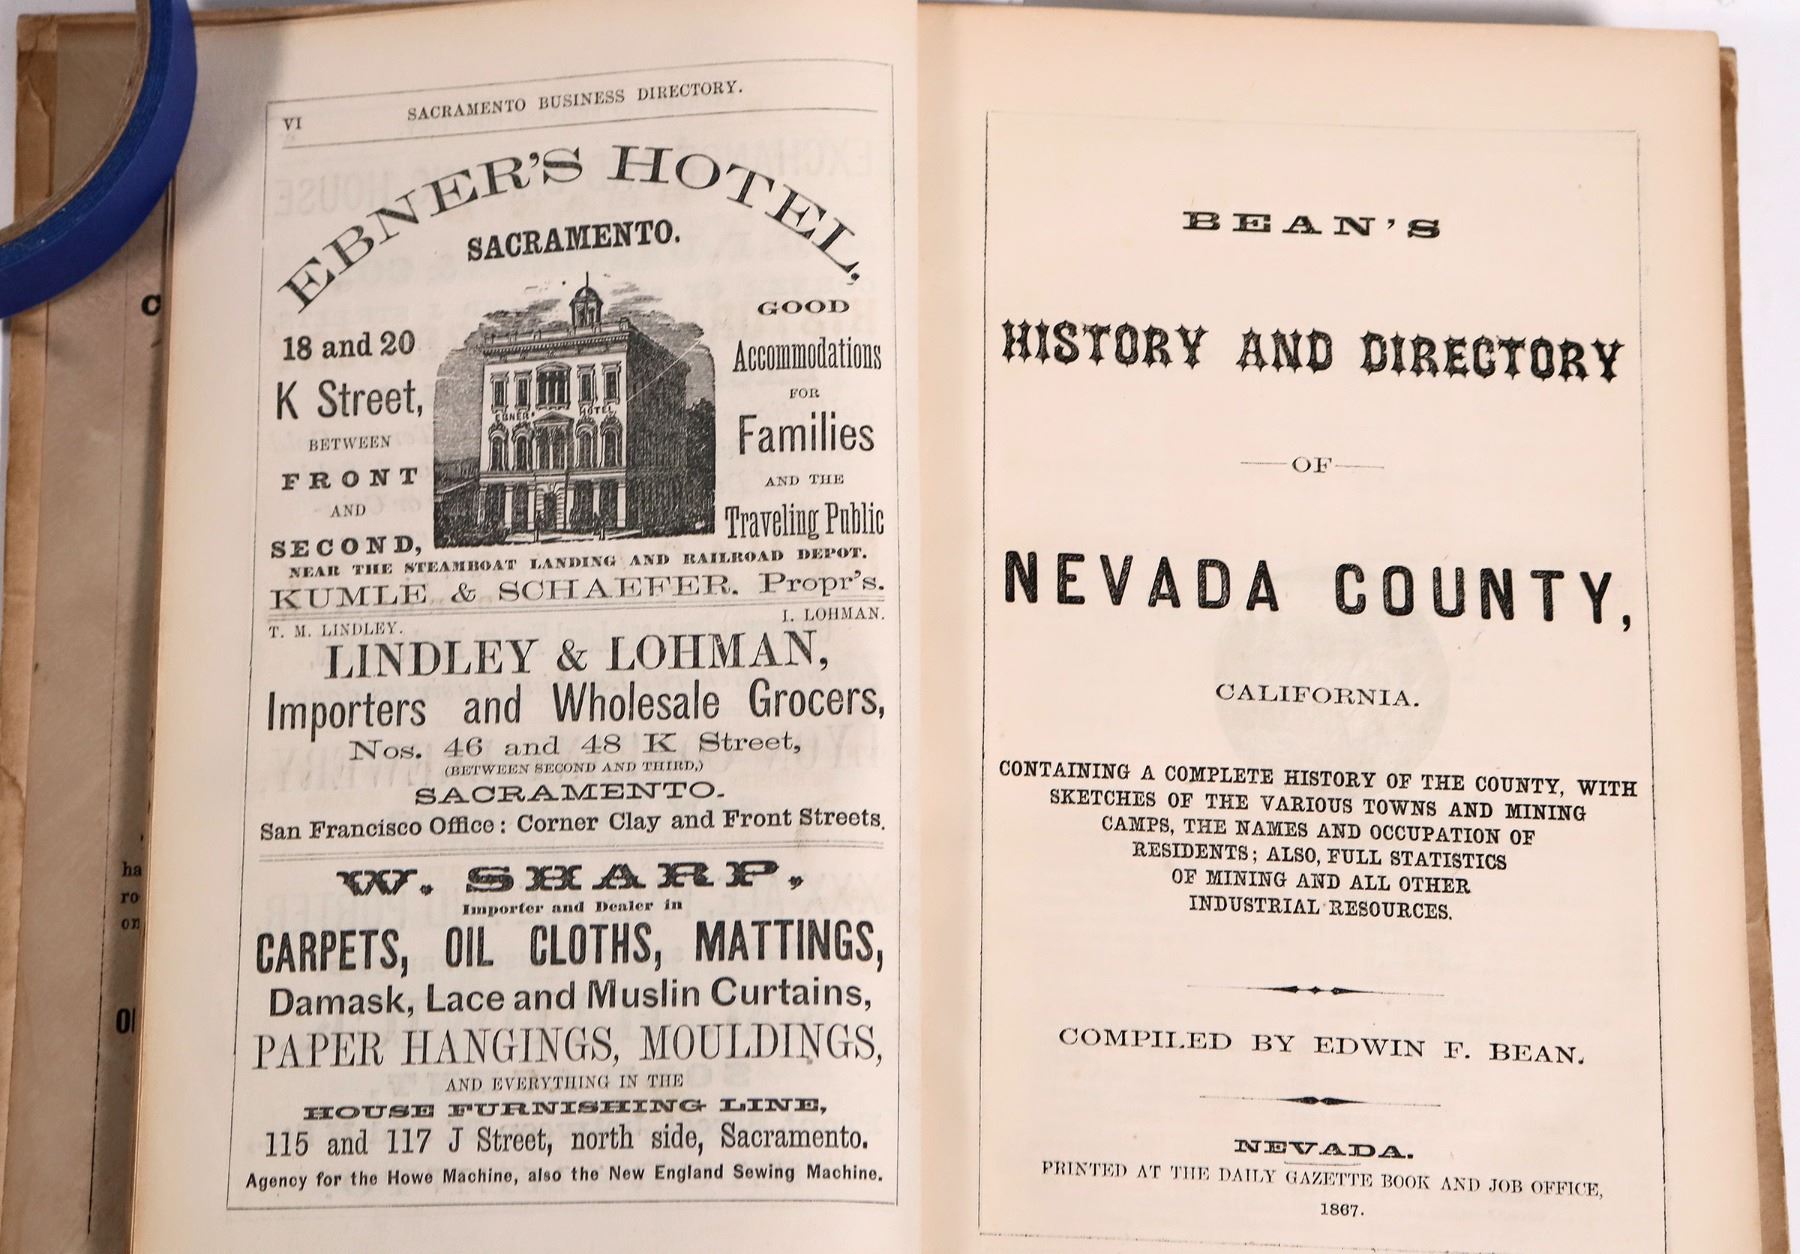 VI
SACRAMENTO BUSINESS DIRECTORY.
EBNER'S HOTEL,
SACRAMENTO.
18 and 20
K Street,
BETWEEN
FRONT
AND
SECOND,
EBNER'S HOTEL
GOOD
Accommodations
FOR
Families
AND THE
Traveling Public
NEAR THE STEAMBOAT LANDING AND RAILROAD DEPOT.
KUMLE & SCHAEFER, Propr's.
T. M. LINDLEY.
I. LOHMAN.
LINDLEY & LOHMAN,
Importers and Wholesale Grocers,
Nos. 46 and 48 K Street,
(BETWEEN SECOND AND THIRD,)
SACRAMENTO.
San Francisco Office: Corner Clay and Front Streets.
W. SHARP,
Importer and Dealer in
CARPETS, OIL CLOTHS, MATTINGS,
Damask, Lace and Muslin Curtains,
PAPER HANGINGS, MOULDINGS,
AND EVERYTHING IN THE
HOUSE FURNISHING LINE,
115 and 117 J Street, north side, Sacramento.
Agency for the Howe Machine, also the New England Sewing Machine.
BEAN'S
HISTORY AND DIRECTORY
OF
NEVADA COUNTY,
CALIFORNIA.
CONTAINING A COMPLETE HISTORY OF THE COUNTY, WITH
SKETCHES OF THE VARIOUS TOWNS AND MINING
CAMPS, THE NAMES AND OCCUPATION OF
RESIDENTS; ALSO, FULL STATISTICS
OF MINING AND ALL OTHER
INDUSTRIAL RESOURCES.
COMPILED BY EDWIN F. BEAN.
NEVADA.
PRINTED AT THE DAILY GAZETTE BOOK AND JOB OFFICE,
1867.